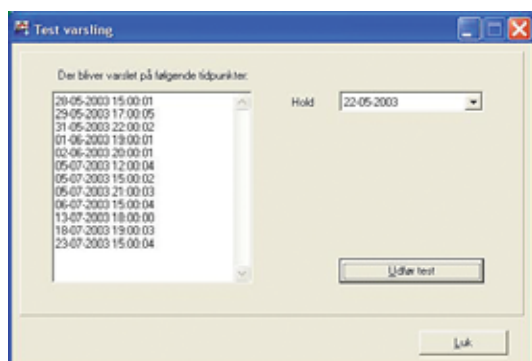 Test varsling
Der bliver varslet på følgende tidpunkter:
28-05-2003 15:00:01
29-05-2003 17:00:05
31-05-2003 22:00:02
01-06-2003 19:00:01
02-06-2003 20:00:01
05-07-2003 12:00:04
05-07-2003 15:00:02
05-07-2003 21:00:03
06-07-2003 15:00:04
13-07-2003 18:00:00
18-07-2003 19:00:03
23-07-2003 15:00:04
Hold
22-05-2003
Udfør test
Luk